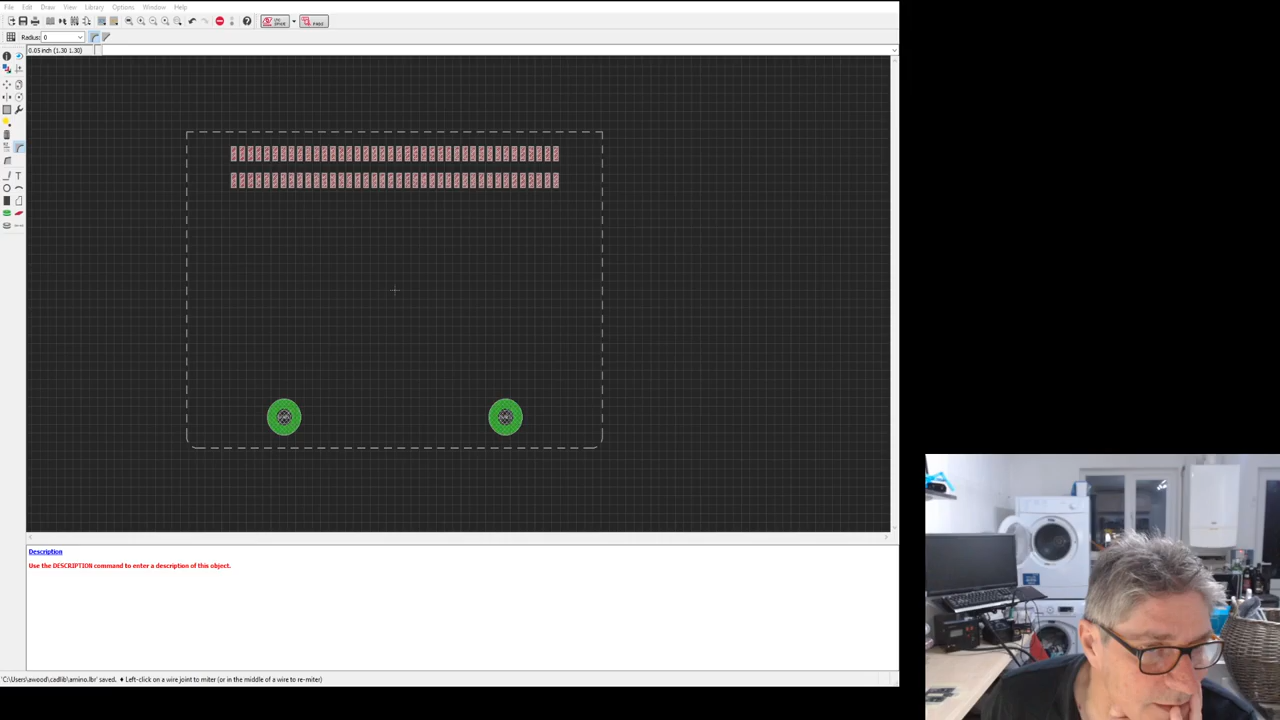 File Edit Draw View Library Options Window Help
Radius: 0
0.05 inch (1.30 1.30)
Description
Use the DESCRIPTION command to enter a description of this object.
'C:\Users\awood\cadlib\amino.lbr' saved. ♦ Left-click on a wire joint to miter (or in the middle of a wire to re-miter)